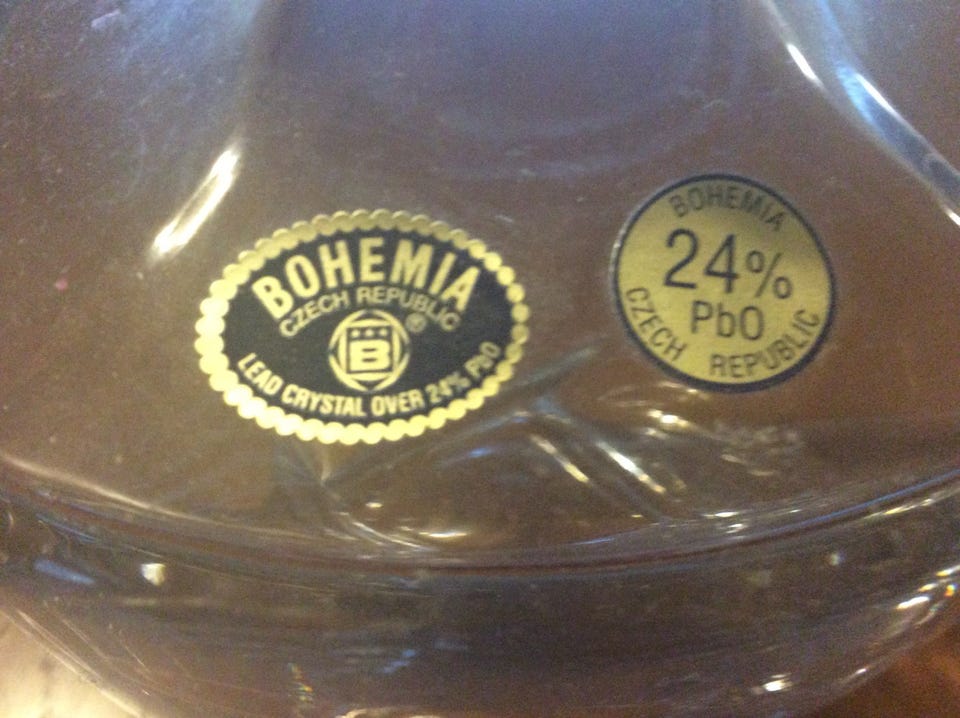 BOHEMIA
CZECH REPUBLIC
®
B
LEAD CRYSTAL OVER 24% PbO
BOHEMIA
24%
PbO
CZECH REPUBLIC